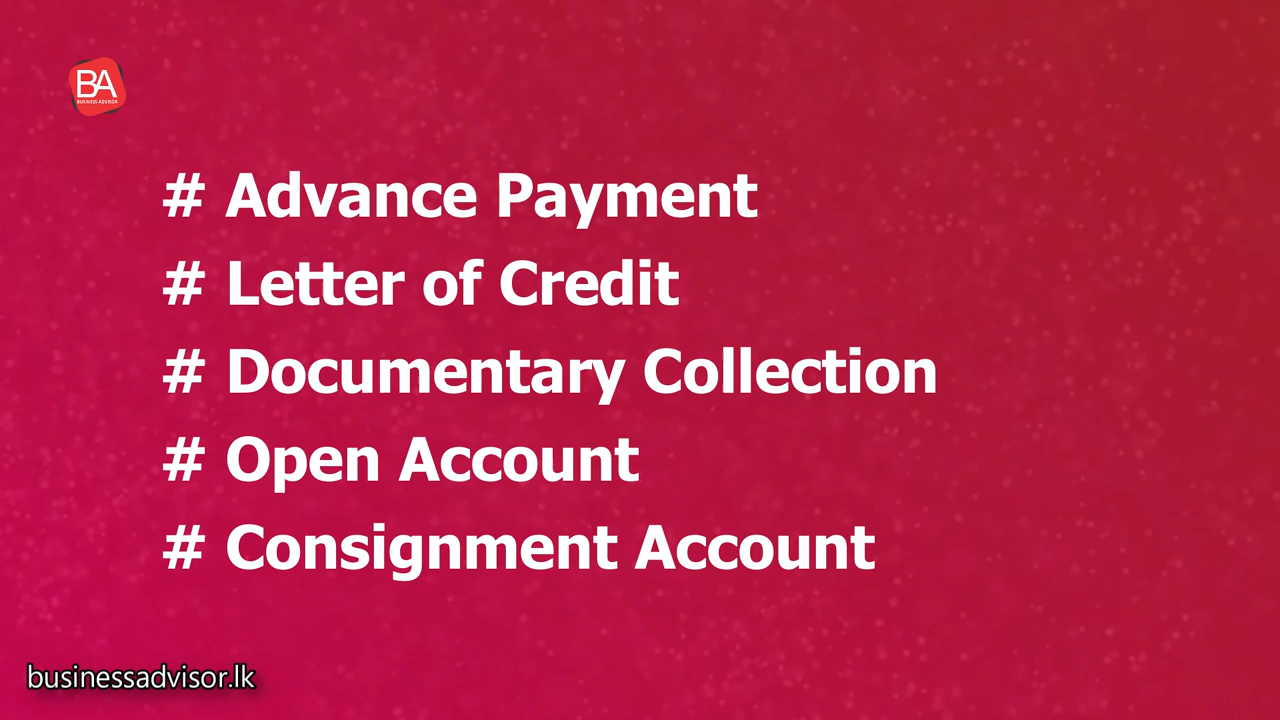 BA
BUSINESS ADVISOR
# Advance Payment
# Letter of Credit
# Documentary Collection
# Open Account
# Consignment Account
businessadvisor.lk